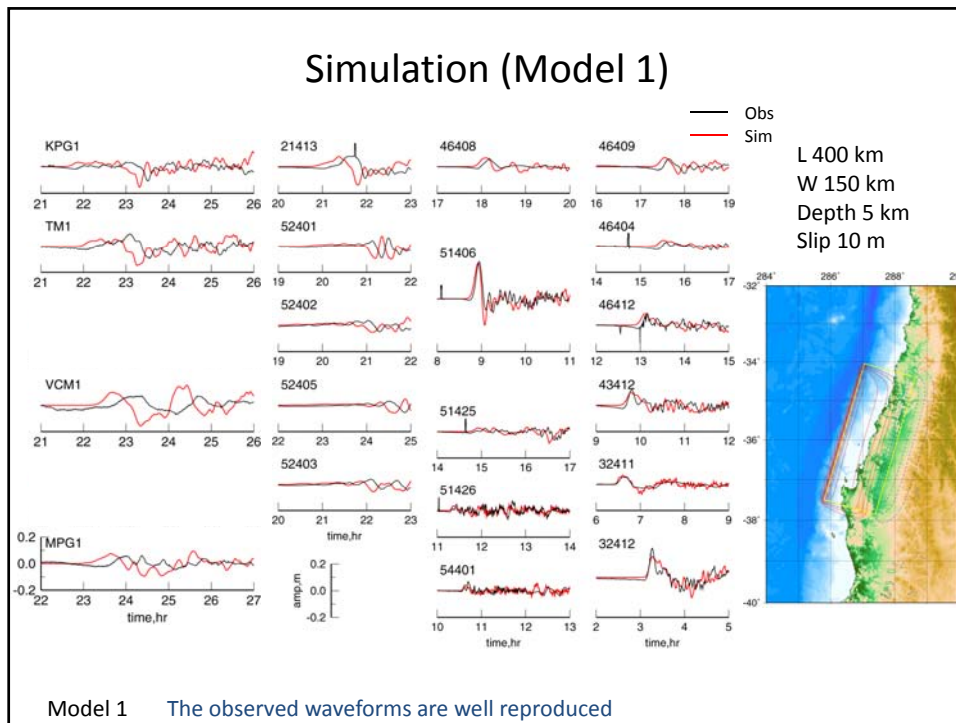 Simulation (Model 1)
Obs
Sim
L 400 km
W 150 km
Depth 5 km
Slip 10 m
KPG1
21 22 23 24 25 26
TM1
21 22 23 24 25 26
VCM1
21 22 23 24 25 26
0.2
0.0
-0.2
MPG1
22 23 24 25 26 27
time,hr
21413
20 21 22 23
52401
19 20 21 22
52402
19 20 21 22
52405
22 23 24 25
52403
20 21 22 23
time,hr
amp,m
0.2
0.0
-0.2
46408
17 18 19 20
51406
8 9 10 11
51425
14 15 16 17
51426
11 12 13 14
54401
10 11 12 13
time,hr
46409
16 17 18 19
46404
14 15 16 17
46412
12 13 14 15
43412
9 10 11 12
32411
6 7 8 9
32412
2 3 4 5
time,hr
284° 286° 288°
-32°
-34°
-36°
-38°
-40°
Model 1 The observed waveforms are well reproduced